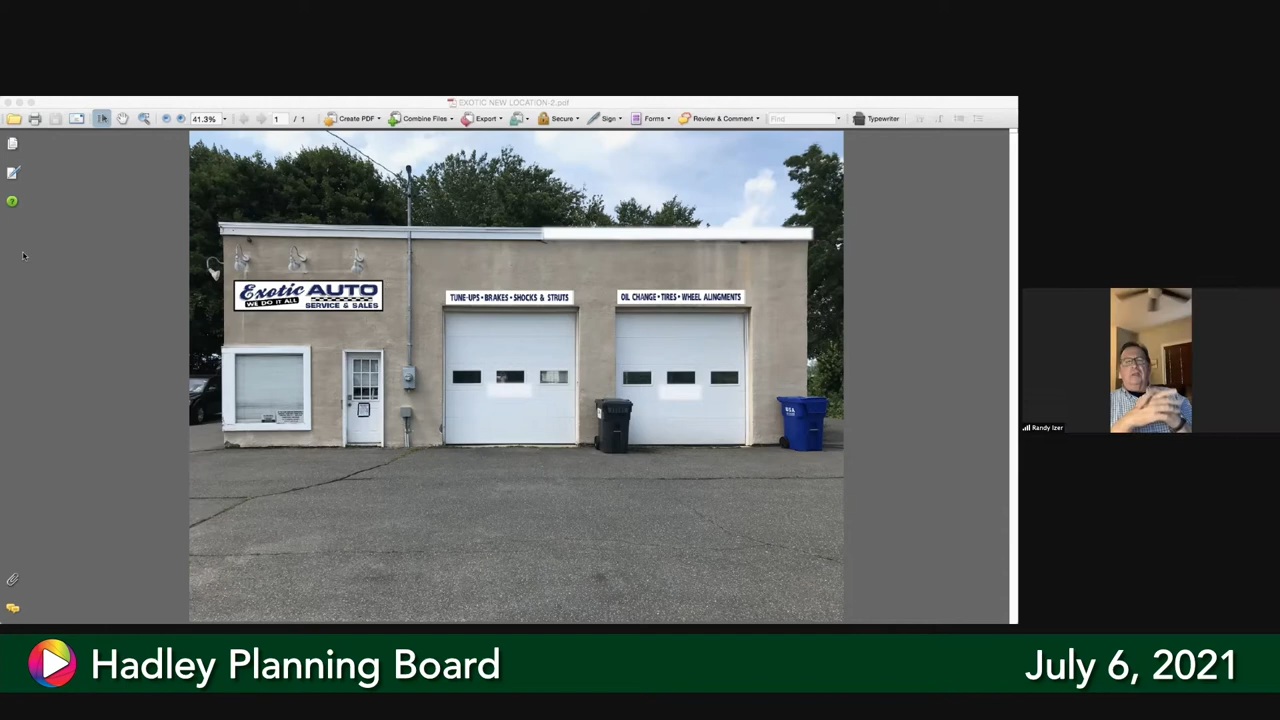 EXOTIC NEW LOCATION-2.pdf
41.3% 1 / 1 Create PDF Combine Files Export Secure Sign Forms Review & Comment Find Typewriter
Exotic AUTO
WE DO IT ALL SERVICE & SALES
TUNE-UPS • BRAKES • SHOCKS & STRUTS
OIL CHANGE • TIRES • WHEEL ALINGMENTS
USA
Randy Izer
Hadley Planning Board
July 6, 2021